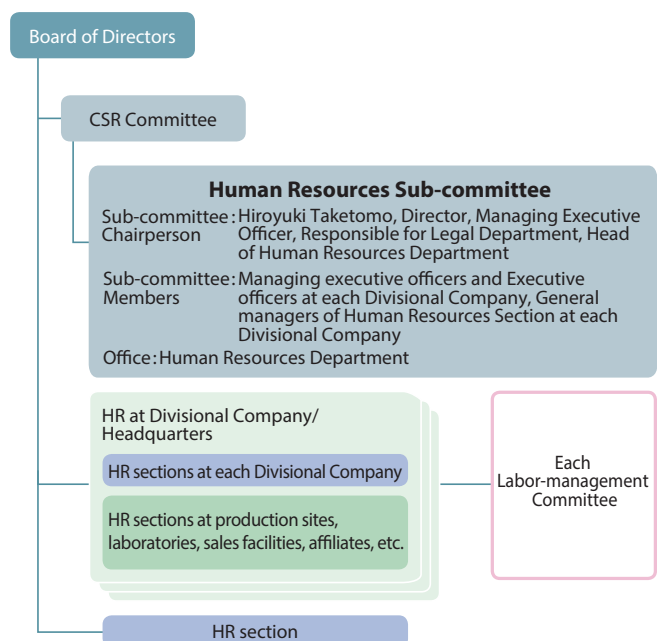 Board of Directors
CSR Committee
Human Resources Sub-committee
Sub-committee : Hiroyuki Taketomo, Director, Managing Executive
Chairperson Officer, Responsible for Legal Department, Head
of Human Resources Department
Sub-committee : Managing executive officers and Executive
Members officers at each Divisional Company, General
managers of Human Resources Section at each
Divisional Company
Office : Human Resources Department
HR at Divisional Company/
Headquarters
HR sections at each Divisional Company
HR sections at production sites,
laboratories, sales facilities, affiliates, etc.
Each
Labor-management
Committee
HR section